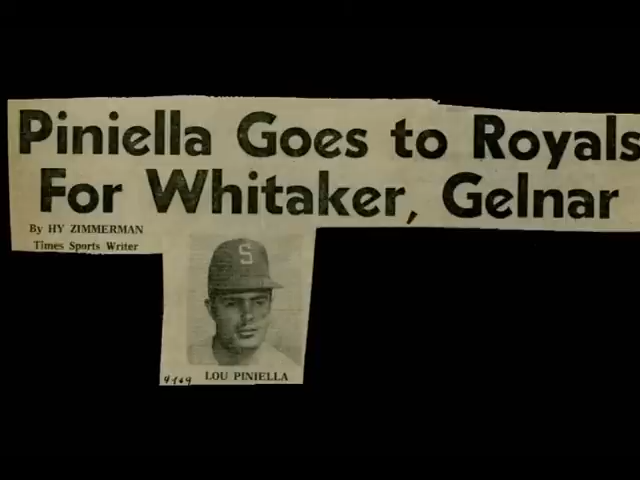 Piniella Goes to Royals
For Whitaker, Gelnar
By HY ZIMMERMAN
Times Sports Writer
S
LOU PINIELLA